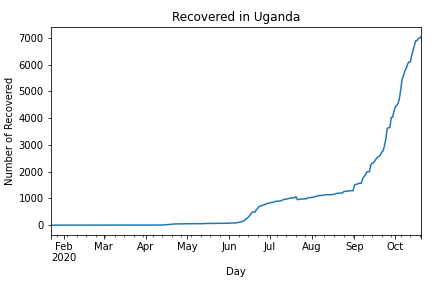 Recovered in Uganda
Number of Recovered
7000
6000
5000
4000
3000
2000
1000
0
Feb Mar Apr May Jun Jul Aug Sep Oct
2020
Day